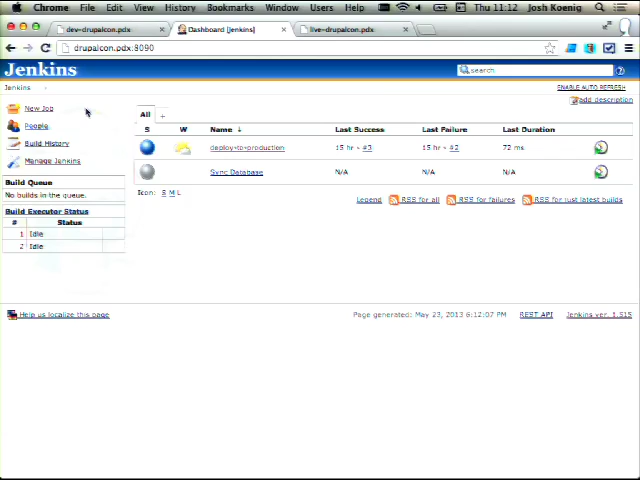 Chrome File Edit View History Bookmarks Window Users Help Thu 11:12 Josh Koenig
dev-drupalcon.pdx × Dashboard [Jenkins] × live-drupalcon.pdx ×
drupalcon.pdx:8090
Jenkins
search
Jenkins
ENABLE AUTO REFRESH
add description
New Job
People
Build History
Manage Jenkins
Build Queue
No builds in the queue.
Build Executor Status
# Status
1 Idle
2 Idle
All +
S W Name ↓ Last Success Last Failure Last Duration
deploy-to-production 15 hr - #3 15 hr - #2 72 ms
Sync Database N/A N/A N/A
Icon: S M L
Legend RSS for all RSS for failures RSS for just latest builds
Help us localize this page
Page generated: May 23, 2013 6:12:07 PM REST API Jenkins ver. 1.515